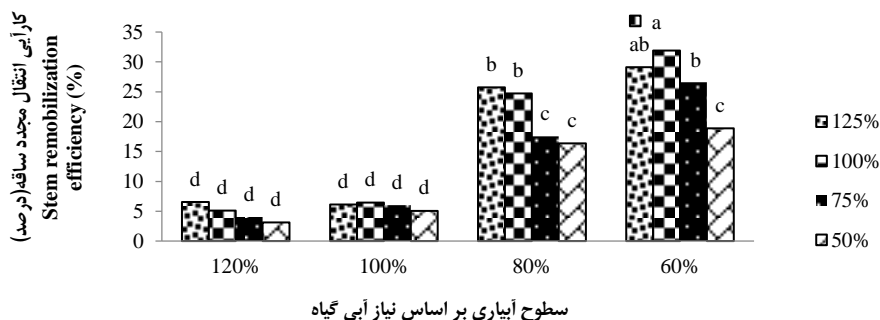 کارآیی انتقال مجدد ساقه(درصد)
Stem remobilization
efficiency (%)
35
30
25
20
15
10
5
0
d d d d
d d d d
b b c c
ab a b c
120% 100% 80% 60%
سطوح آبیاری بر اساس نیاز آبی گیاه
125%
100%
75%
50%